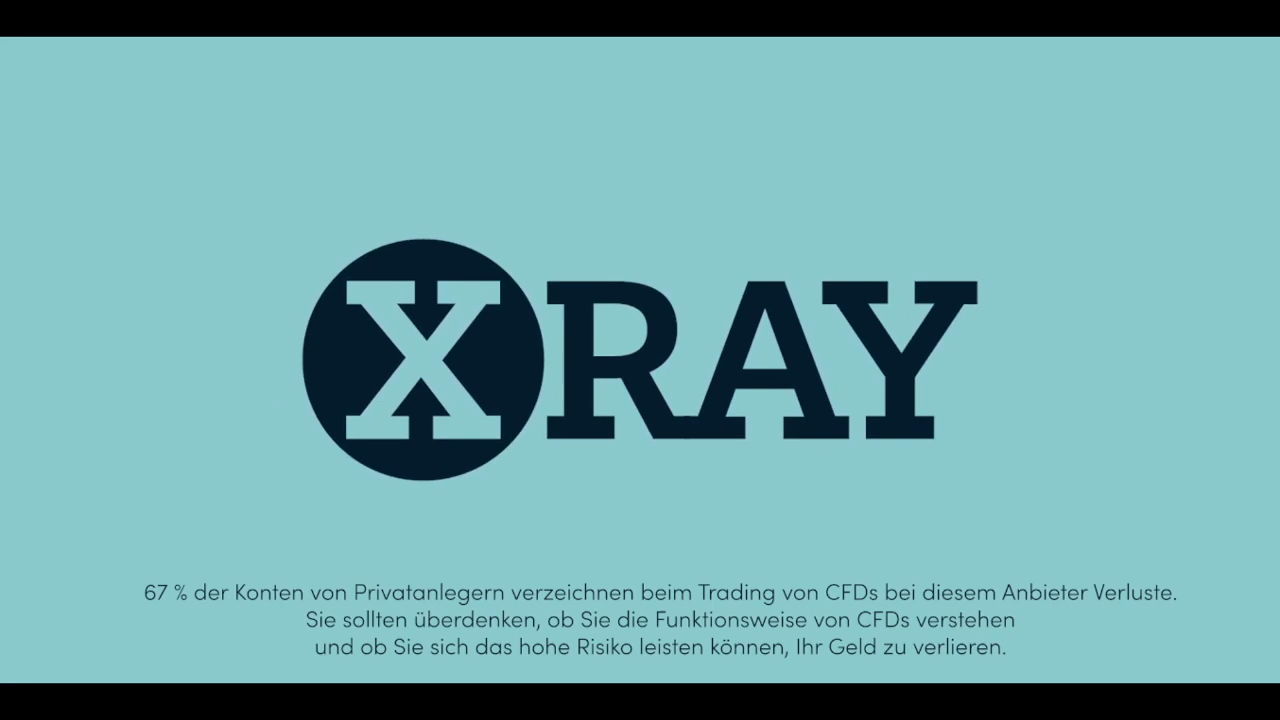 XRAY
67 % der Konten von Privatanlegern verzeichnen beim Trading von CFDs bei diesem Anbieter Verluste.
Sie sollten überdenken, ob Sie die Funktionsweise von CFDs verstehen
und ob Sie sich das hohe Risiko leisten können, Ihr Geld zu verlieren.